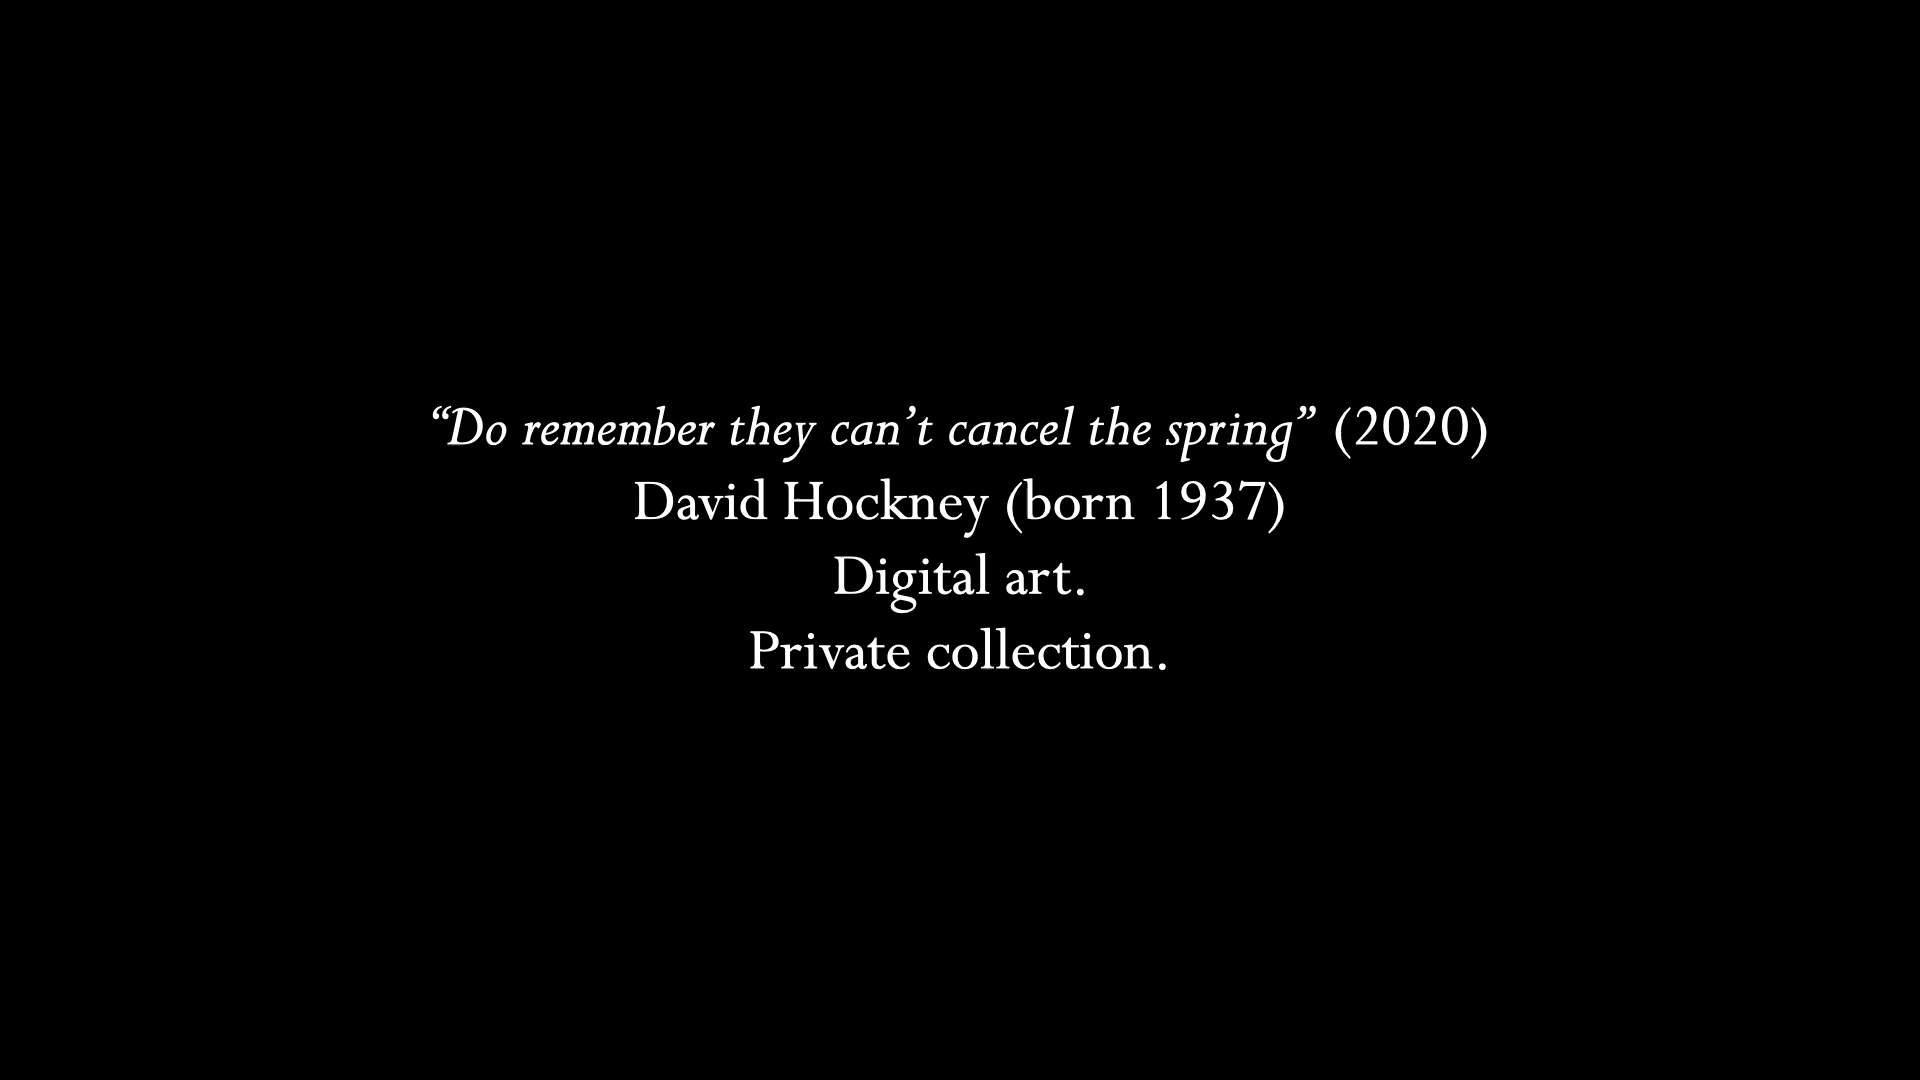 “Do remember they can’t cancel the spring” (2020)
David Hockney (born 1937)
Digital art.
Private collection.